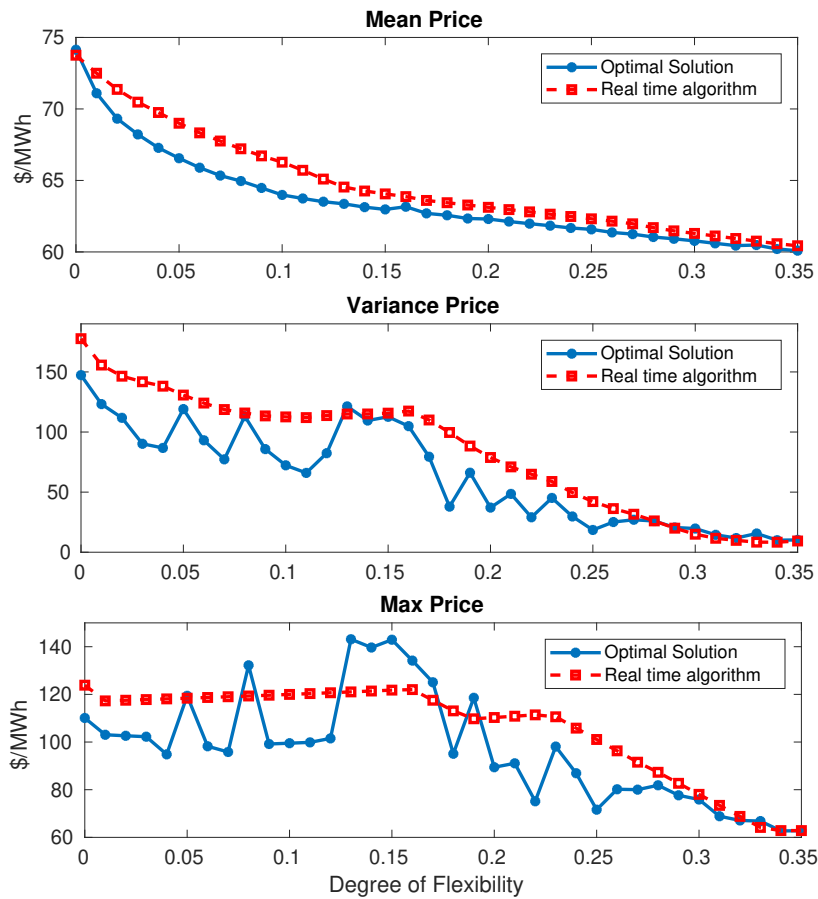 Mean Price
75
70
65
60
$/MWh
Optimal Solution
Real time algorithm
0 0.05 0.1 0.15 0.2 0.25 0.3 0.35
Variance Price
150
100
50
0
Optimal Solution
Real time algorithm
0 0.05 0.1 0.15 0.2 0.25 0.3 0.35
Max Price
140
120
100
80
60
$/MWh
Optimal Solution
Real time algorithm
0 0.05 0.1 0.15 0.2 0.25 0.3 0.35
Degree of Flexibility